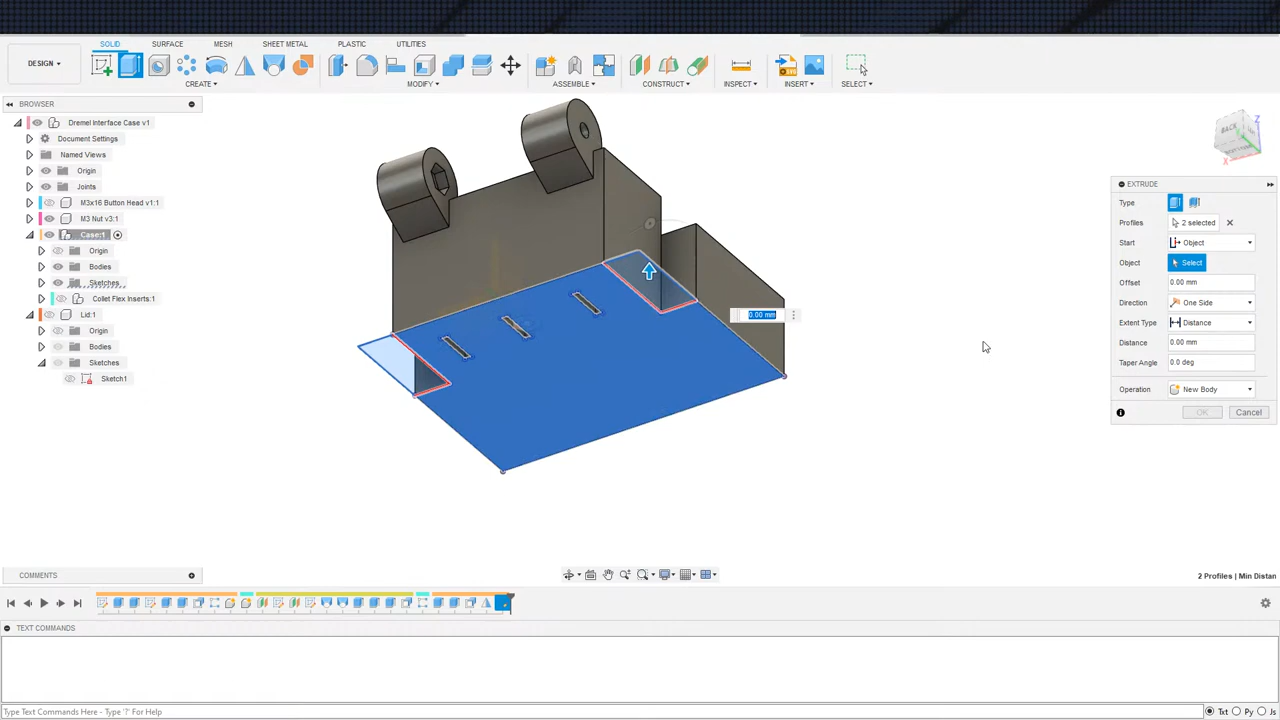 SOLID SURFACE MESH SHEET METAL PLASTIC UTILITIES
DESIGN
CREATE MODIFY ASSEMBLE CONSTRUCT INSPECT INSERT SELECT
BROWSER
Dremel Interface Case v1
Document Settings
Named Views
Origin
Joints
M3x16 Button Head v1:1
M3 Nut v3:1
Case:1
Origin
Bodies
Sketches
Collet Flex Inserts:1
Lid:1
Origin
Bodies
Sketches
Sketch1
BACK
Z
X
0.00 mm
EXTRUDE
Type
Profiles 2 selected
Start Object
Object Select
Offset 0.00 mm
Direction One Side
Extent Type Distance
Distance 0.00 mm
Taper Angle 0.0 deg
Operation New Body
OK Cancel
COMMENTS
2 Profiles | Min Distan
TEXT COMMANDS
Type Text Commands Here - Type '?' For Help
Txt Py Js